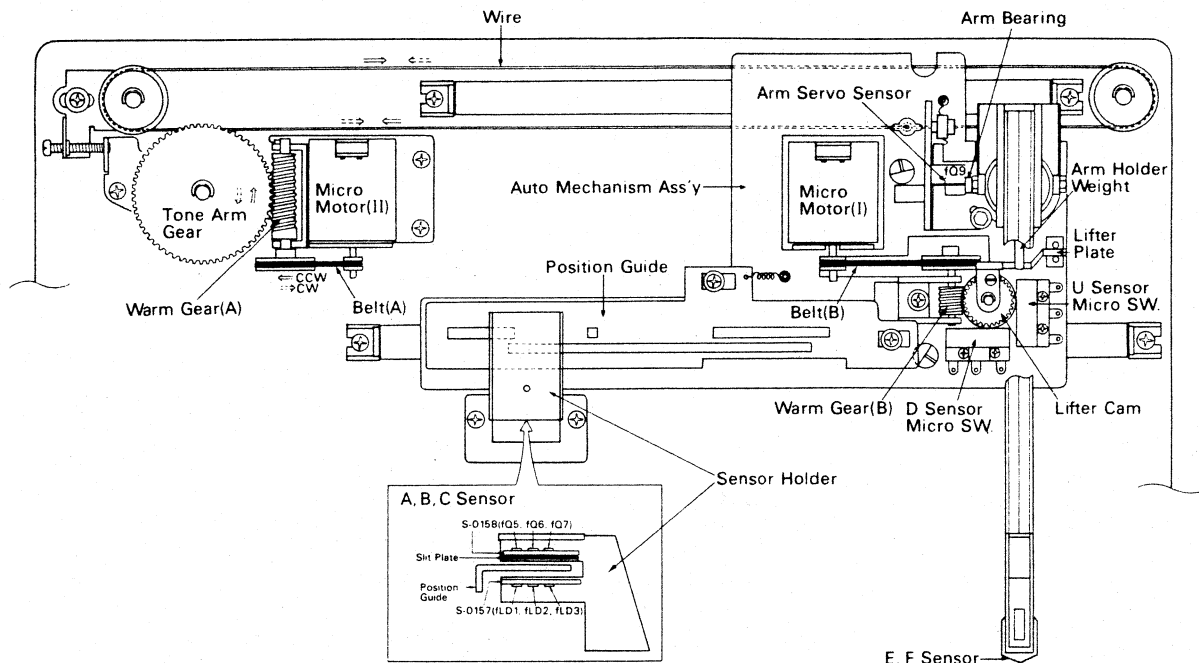 Wire
Arm Bearing
Arm Servo Sensor
fQ9
Arm Holder
Weight
Micro
Motor(II)
Auto Mechanism Ass'y
Micro
Motor(I)
Tone Arm
Gear
Lifter
Plate
Position Guide
CCW
CW
Warm Gear(A)
Belt(A)
Belt(B)
U Sensor
Micro SW.
Warm Gear(B)
D Sensor
Micro SW.
Lifter Cam
Sensor Holder
A, B, C Sensor
S-0158(fQ5. fQ6. fQ7)
Slit Plate
Position
Guide
S-0157(fLD1, fLD2, fLD3)
E, F Sensor